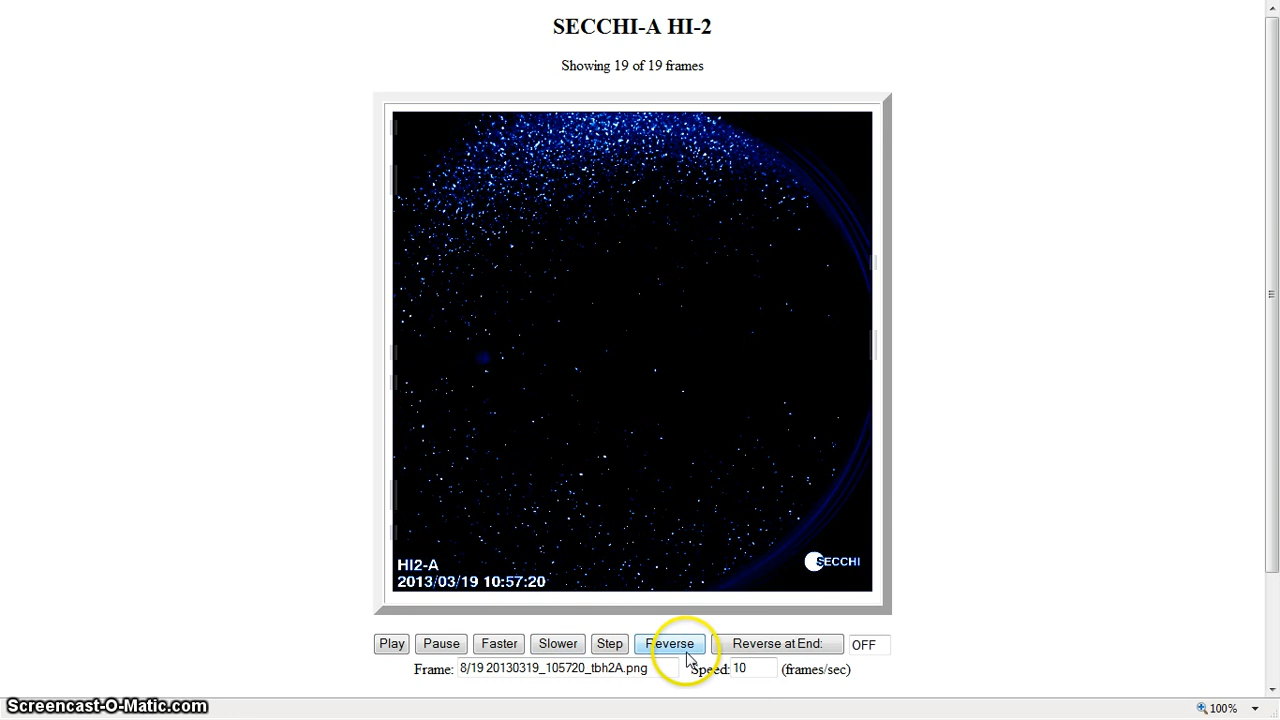 SECCHI-A HI-2
Showing 19 of 19 frames
SECCHI
HI2-A
2013/03/19 10:57:20
Play Pause Faster Slower Step Reverse Reverse at End: OFF
Frame: 8/19 20130319_105720_tbh2A.png Speed: 10 (frames/sec)
Screencast-O-Matic.com
100%